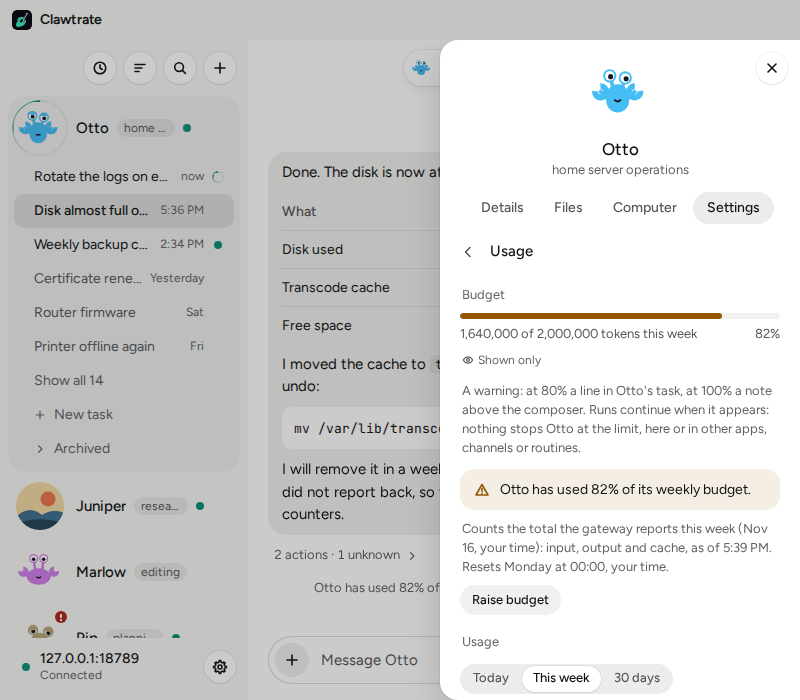 Clawtrate
Otto home ...
Rotate the logs on e... now
Disk almost full o... 5:36 PM
Weekly backup c... 2:34 PM
Certificate rene... Yesterday
Router firmware Sat
Printer offline again Fri
Show all 14
New task
Archived
Juniper resea...
Marlow editing
Pip planni...
127.0.0.1:18789
Connected
Done. The disk is now at
What
Disk used
Transcode cache
Free space
I moved the cache to
undo:
mv /var/lib/transc
I will remove it in a week
did not report back, so
counters.
2 actions · 1 unknown
Otto has used 82% of
Message Otto
Otto
home server operations
Details Files Computer Settings
Usage
Budget
1,640,000 of 2,000,000 tokens this week 82%
Shown only
A warning: at 80% a line in Otto's task, at 100% a note
above the composer. Runs continue when it appears:
nothing stops Otto at the limit, here or in other apps,
channels or routines.
Otto has used 82% of its weekly budget.
Counts the total the gateway reports this week (Nov
16, your time): input, output and cache, as of 5:39 PM.
Resets Monday at 00:00, your time.
Raise budget
Usage
Today This week 30 days